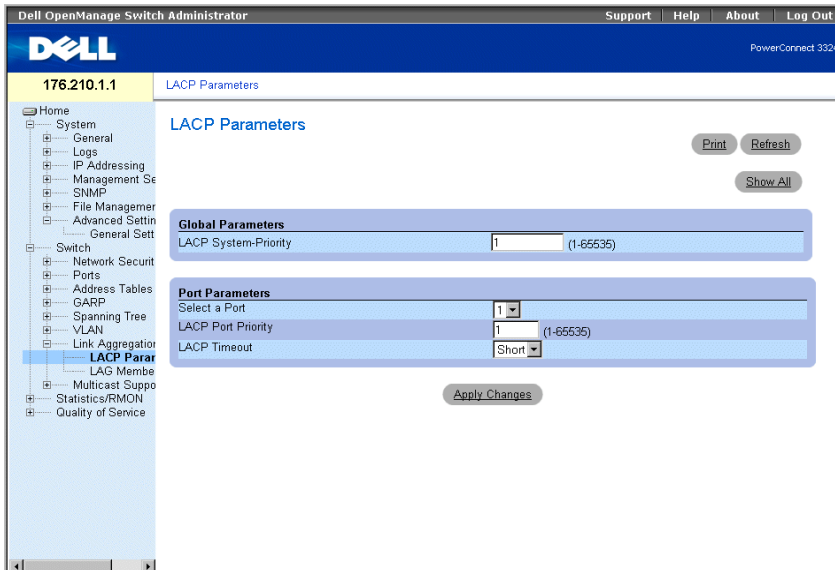 Dell OpenManage Switch Administrator
Support | Help | About | Log Out
DELL
PowerConnect 3324
176.210.1.1
LACP Parameters
Home
System
General
Logs
IP Addressing
Management Se
SNMP
File Managemer
Advanced Settin
General Sett
Switch
Network Securit
Ports
Address Tables
GARP
Spanning Tree
VLAN
Link Aggregation
LACP Parar
LAG Membe
Multicast Suppo
Statistics/RMON
Quality of Service
LACP Parameters
Print
Refresh
Show All
Global Parameters
LACP System-Priority 1 (1-65535)
Port Parameters
Select a Port 1
LACP Port Priority 1 (1-65535)
LACP Timeout Short
Apply Changes